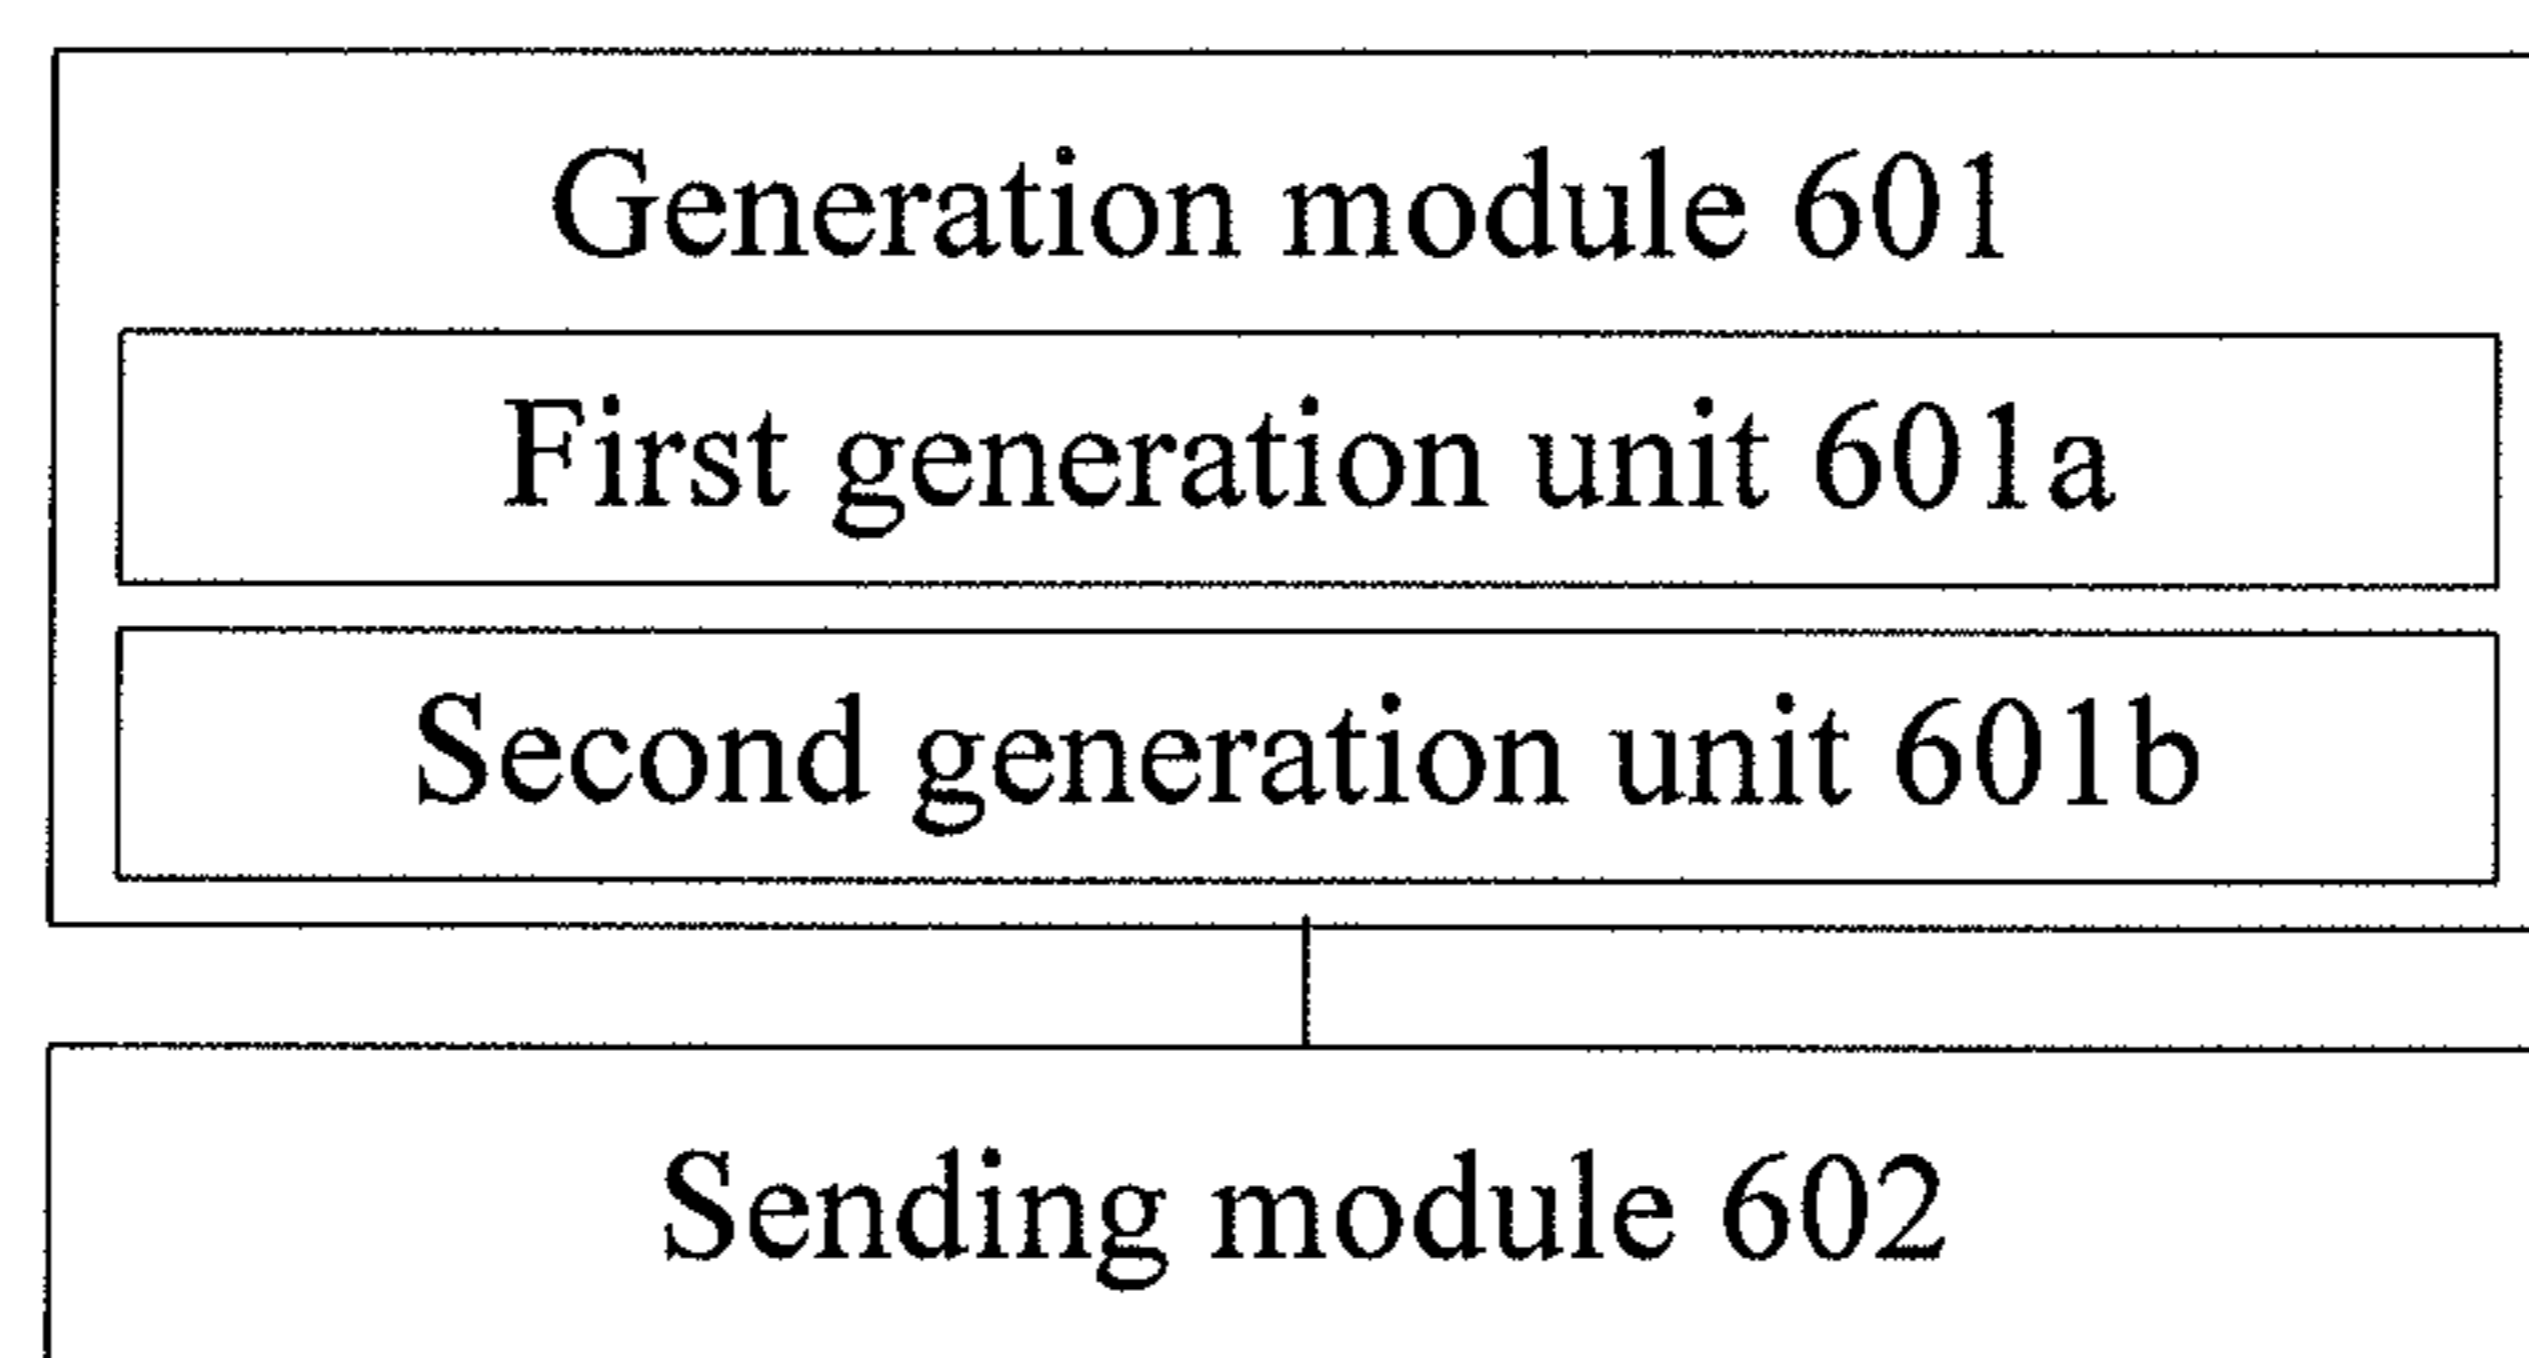 Generation module 601
First generation unit 601a
Second generation unit 601b
Sending module 602